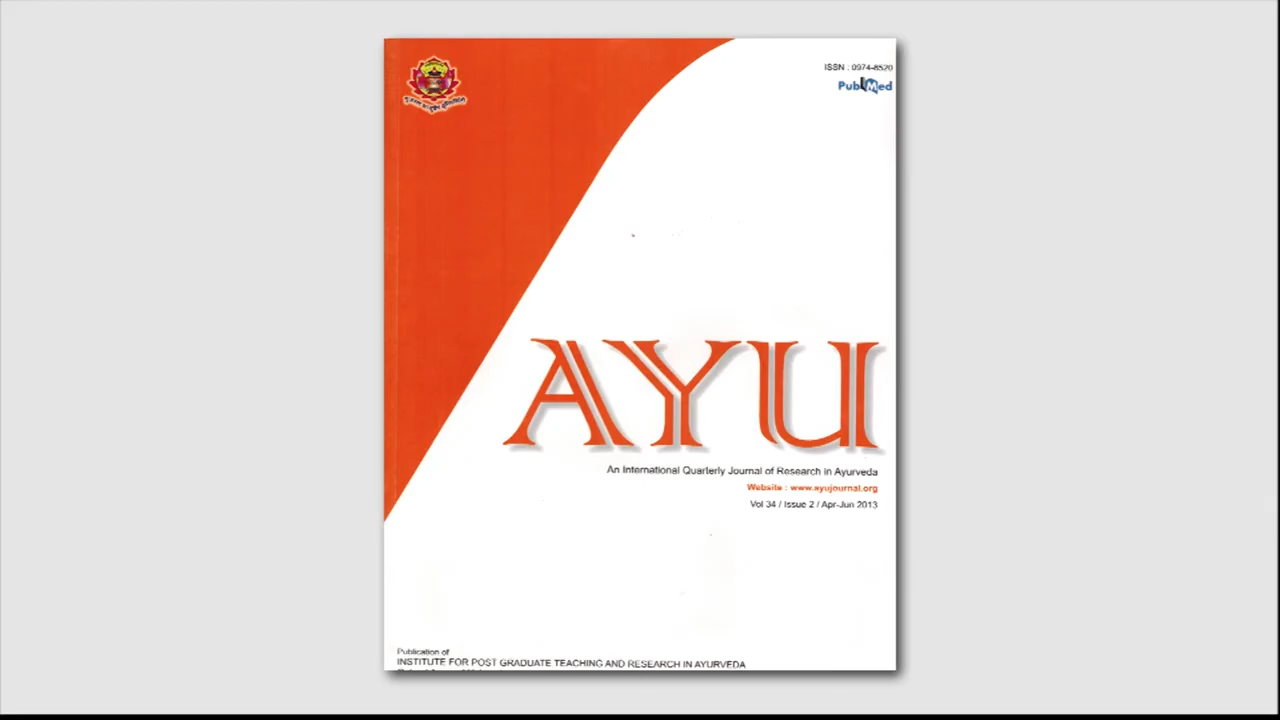 ISSN : 0974-8520
PubMed
AYU
An International Quarterly Journal of Research in Ayurveda
Website : www.ayujournal.org
Vol 34 / Issue 2 / Apr-Jun 2013
Publication of
INSTITUTE FOR POST GRADUATE TEACHING AND RESEARCH IN AYURVEDA